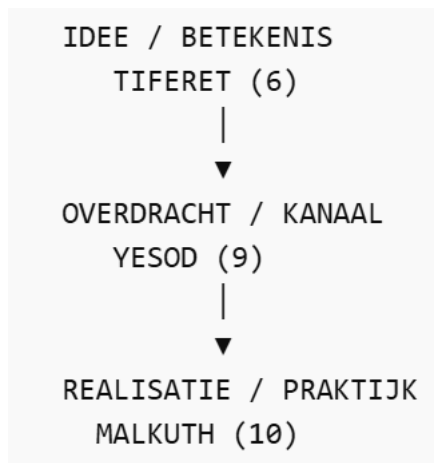 IDEE / BETEKENIS
TIFERET (6)
OVERDRACHT / KANAAL
YESOD (9)
REALISATIE / PRAKTIJK
MALKUTH (10)